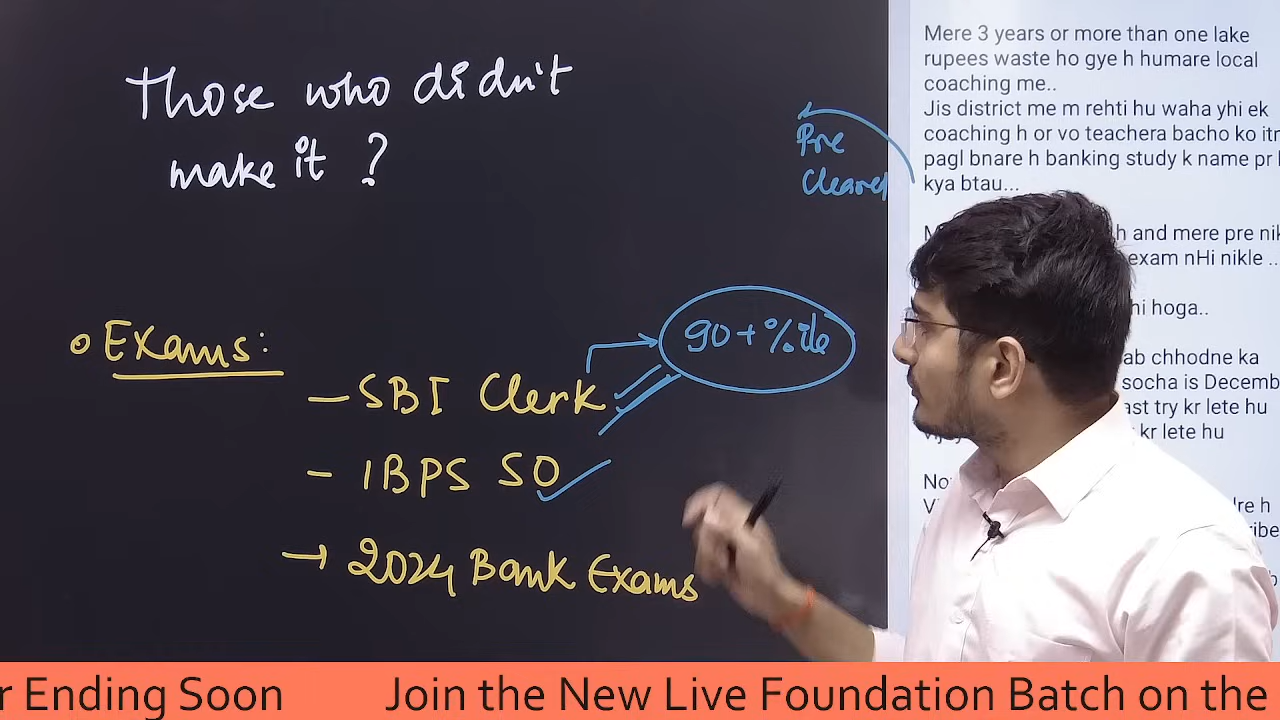 Those who didn't
make it ?
Pre
Cleared
• Exams:
90+%ile
— SBI Clerk
- IBPS SO
→ 2024 Bank Exams
Mere 3 years or more than one lake
rupees waste ho gye h humare local
coaching me..
Jis district me m rehti hu waha yhi ek
coaching h or vo teachera bacho ko itn
pagl bnare h banking study k name pr
kya btau...
h and mere pre nik
exam nHi nikle ..
hi hoga..
ab chhodne ka
socha is Decemb
ast try kr lete hu
kr lete hu
r Ending Soon Join the New Live Foundation Batch on the